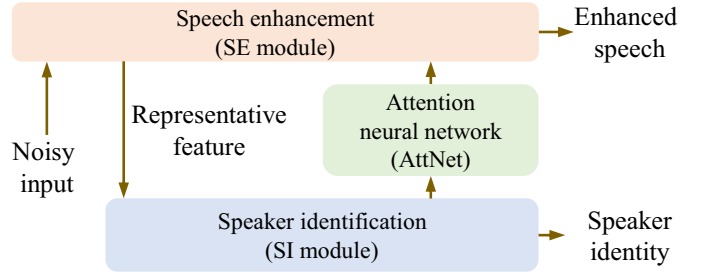 Speech enhancement
(SE module)
Enhanced
speech
Noisy
input
Representative
feature
Attention
neural network
(AttNet)
Speaker identification
(SI module)
Speaker
identity